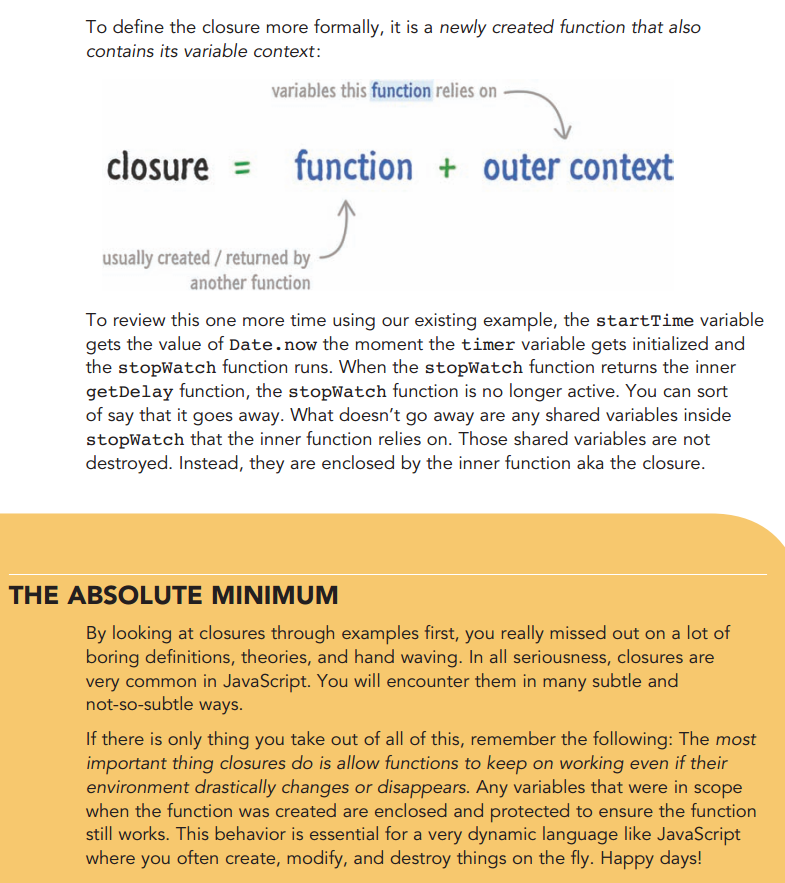 To define the closure more formally, it is a newly created function that also
contains its variable context:
variables this function relies on
closure = function + outer context
usually created / returned by
another function
To review this one more time using our existing example, the startTime variable
gets the value of Date.now the moment the timer variable gets initialized and
the stopWatch function runs. When the stopWatch function returns the inner
getDelay function, the stopWatch function is no longer active. You can sort
of say that it goes away. What doesn’t go away are any shared variables inside
stopWatch that the inner function relies on. Those shared variables are not
destroyed. Instead, they are enclosed by the inner function aka the closure.
THE ABSOLUTE MINIMUM
By looking at closures through examples first, you really missed out on a lot of
boring definitions, theories, and hand waving. In all seriousness, closures are
very common in JavaScript. You will encounter them in many subtle and
not-so-subtle ways.
If there is only thing you take out of all of this, remember the following: The most
important thing closures do is allow functions to keep on working even if their
environment drastically changes or disappears. Any variables that were in scope
when the function was created are enclosed and protected to ensure the function
still works. This behavior is essential for a very dynamic language like JavaScript
where you often create, modify, and destroy things on the fly. Happy days!